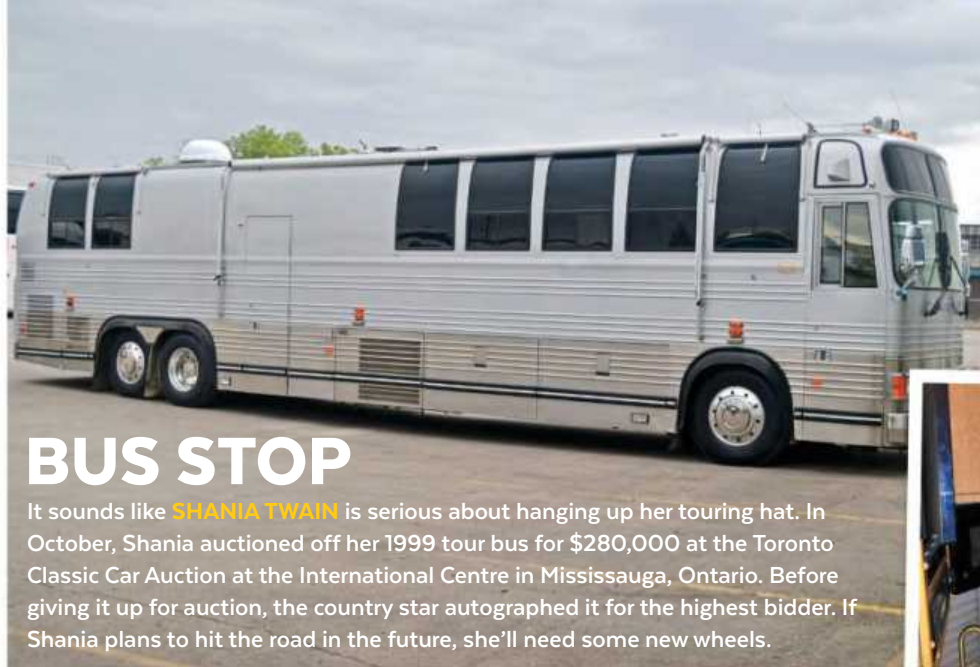 BUS STOP
It sounds like SHANIA TWAIN is serious about hanging up her touring hat. In
October, Shania auctioned off her 1999 tour bus for $280,000 at the Toronto
Classic Car Auction at the International Centre in Mississauga, Ontario. Before
giving it up for auction, the country star autographed it for the highest bidder. If
Shania plans to hit the road in the future, she’ll need some new wheels.